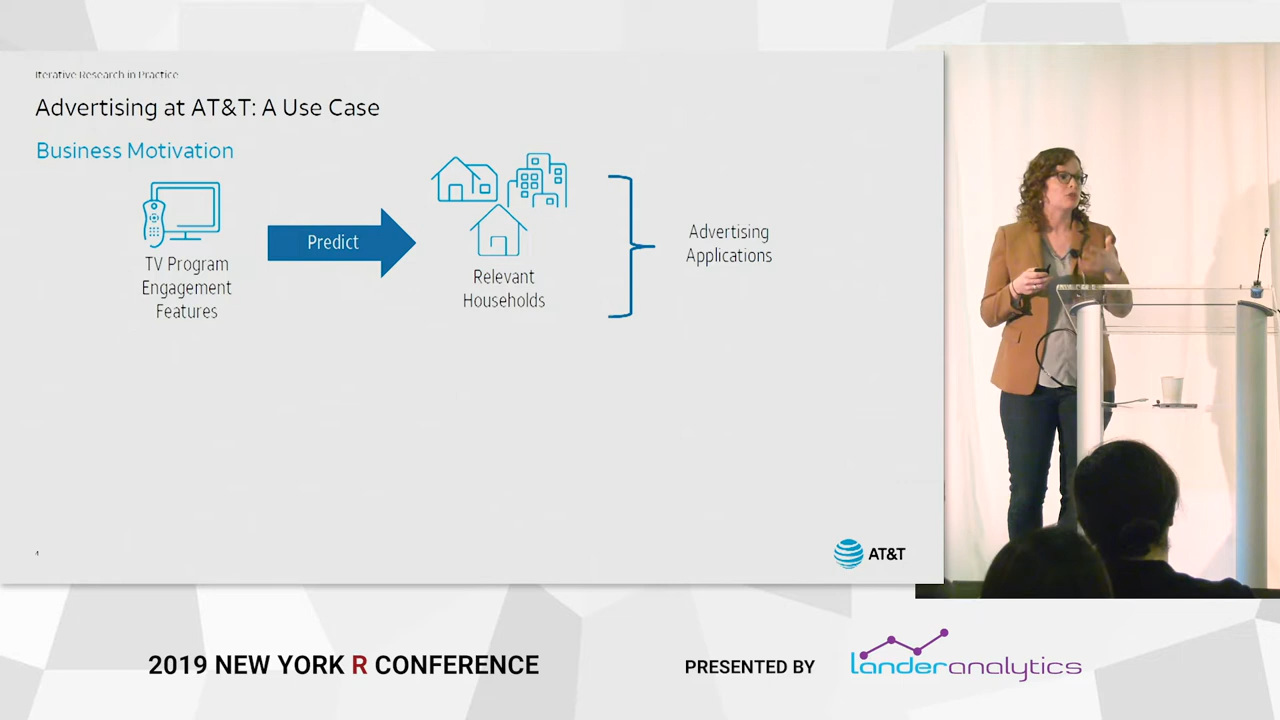 Iterative Research in Practice
Advertising at AT&T: A Use Case
Business Motivation
TV Program
Engagement
Features
Predict
Relevant
Households
Advertising
Applications
4
AT&T
2019 NEW YORK R CONFERENCE
PRESENTED BY
landeranalytics